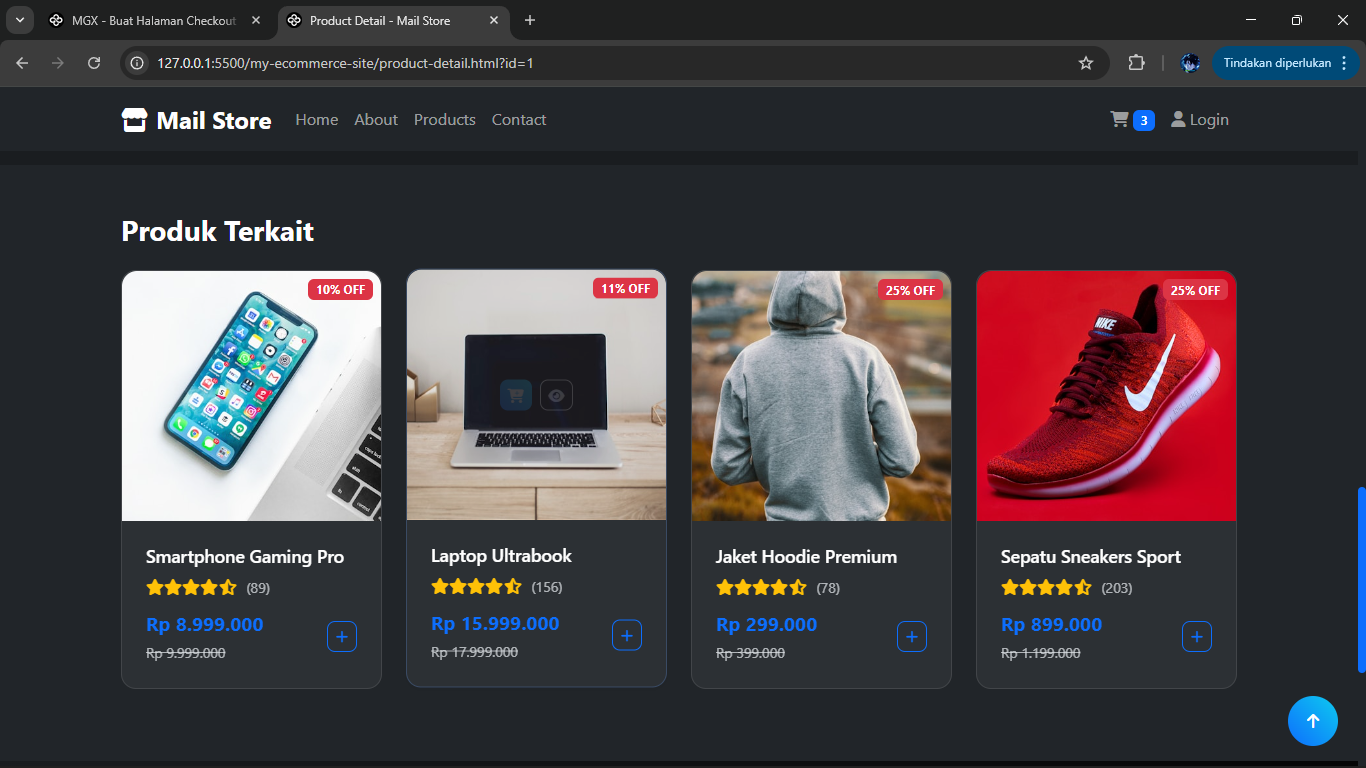 MGX - Buat Halaman Checkout
Product Detail - Mail Store
127.0.0.1:5500/my-ecommerce-site/product-detail.html?id=1
Tindakan diperlukan
Mail Store
Home
About
Products
Contact
3
Login
Produk Terkait
10% OFF
11% OFF
25% OFF
25% OFF
NIKE
Smartphone Gaming Pro
(89)
Rp 8.999.000
Rp 9.999.000
+
Laptop Ultrabook
(156)
Rp 15.999.000
Rp 17.999.000
+
Jaket Hoodie Premium
(78)
Rp 299.000
Rp 399.000
+
Sepatu Sneakers Sport
(203)
Rp 899.000
Rp 1.199.000
+